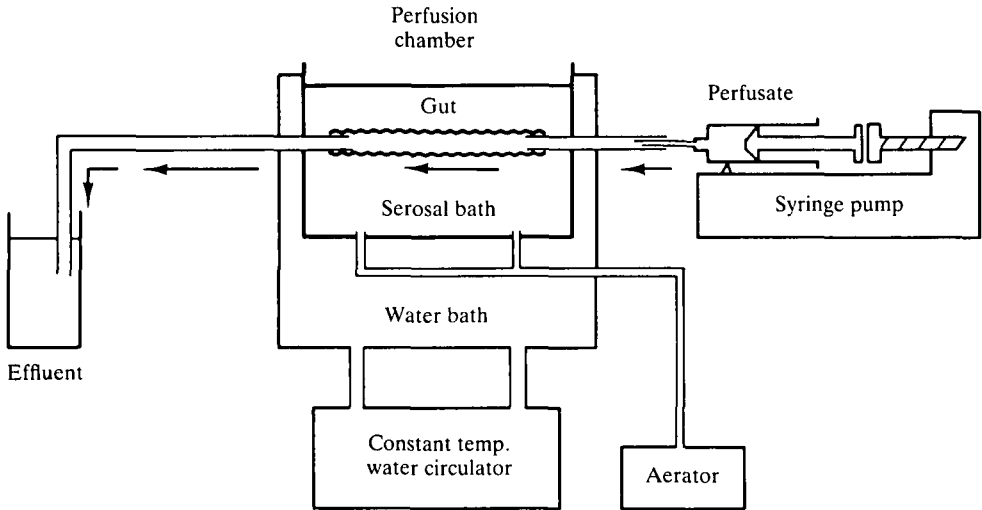 Perfusion
chamber
Gut
Perfusate
Serosal bath
Syringe pump
Water bath
Effluent
Constant temp.
water circulator
Aerator